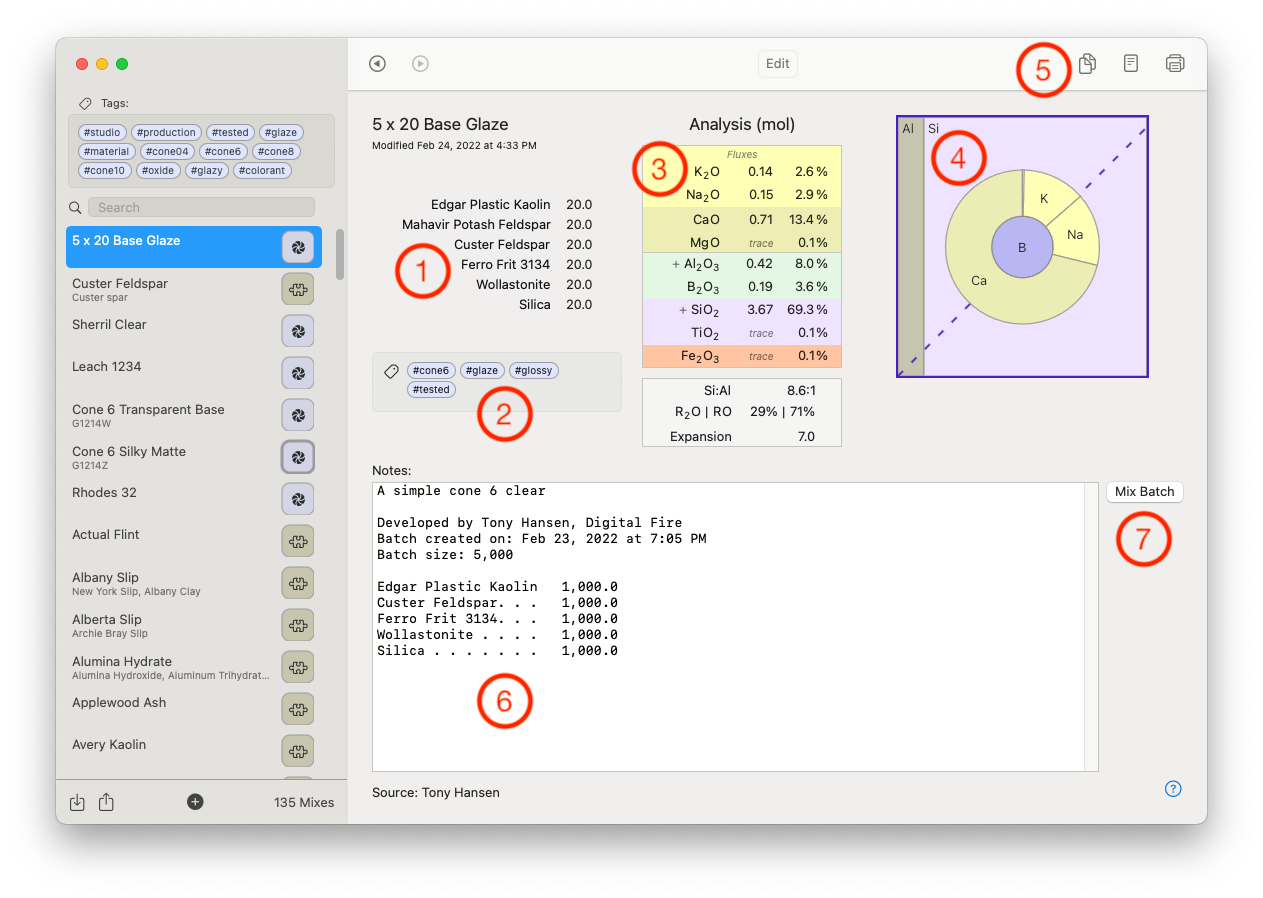 Tags:
#studio #production #tested #glaze
#material #cone04 #cone6 #cone8
#cone10 #oxide #glazy #colorant
Search
5 x 20 Base Glaze
Custer Feldspar
Custer spar
Sherril Clear
Leach 1234
Cone 6 Transparent Base
G1214W
Cone 6 Silky Matte
G1214Z
Rhodes 32
Actual Flint
Albany Slip
New York Slip, Albany Clay
Alberta Slip
Archie Bray Slip
Alumina Hydrate
Alumina Hydroxide, Aluminum Trihydrat...
Applewood Ash
Avery Kaolin
135 Mixes
Edit
5
5 x 20 Base Glaze
Modified Feb 24, 2022 at 4:33 PM
Edgar Plastic Kaolin 20.0
Mahavir Potash Feldspar 20.0
Custer Feldspar 20.0
Ferro Frit 3134 20.0
Wollastonite 20.0
Silica 20.0
1
#cone6 #glaze #glossy
#tested
2
Analysis (mol)
Fluxes
3
K2O 0.14 2.6%
Na2O 0.15 2.9%
CaO 0.71 13.4%
MgO trace 0.1%
+ Al2O3 0.42 8.0%
B2O3 0.19 3.6%
+ SiO2 3.67 69.3%
TiO2 trace 0.1%
Fe2O3 trace 0.1%
Si:Al 8.6:1
R2O | RO 29% | 71%
Expansion 7.0
Al Si
4
K
Na
B
Ca
Notes:
A simple cone 6 clear
Developed by Tony Hansen, Digital Fire
Batch created on: Feb 23, 2022 at 7:05 PM
Batch size: 5,000
Edgar Plastic Kaolin 1,000.0
Custer Feldspar. . . 1,000.0
Ferro Frit 3134. . . 1,000.0
Wollastonite . . . . 1,000.0
Silica . . . . . . . 1,000.0
6
Mix Batch
7
Source: Tony Hansen
?